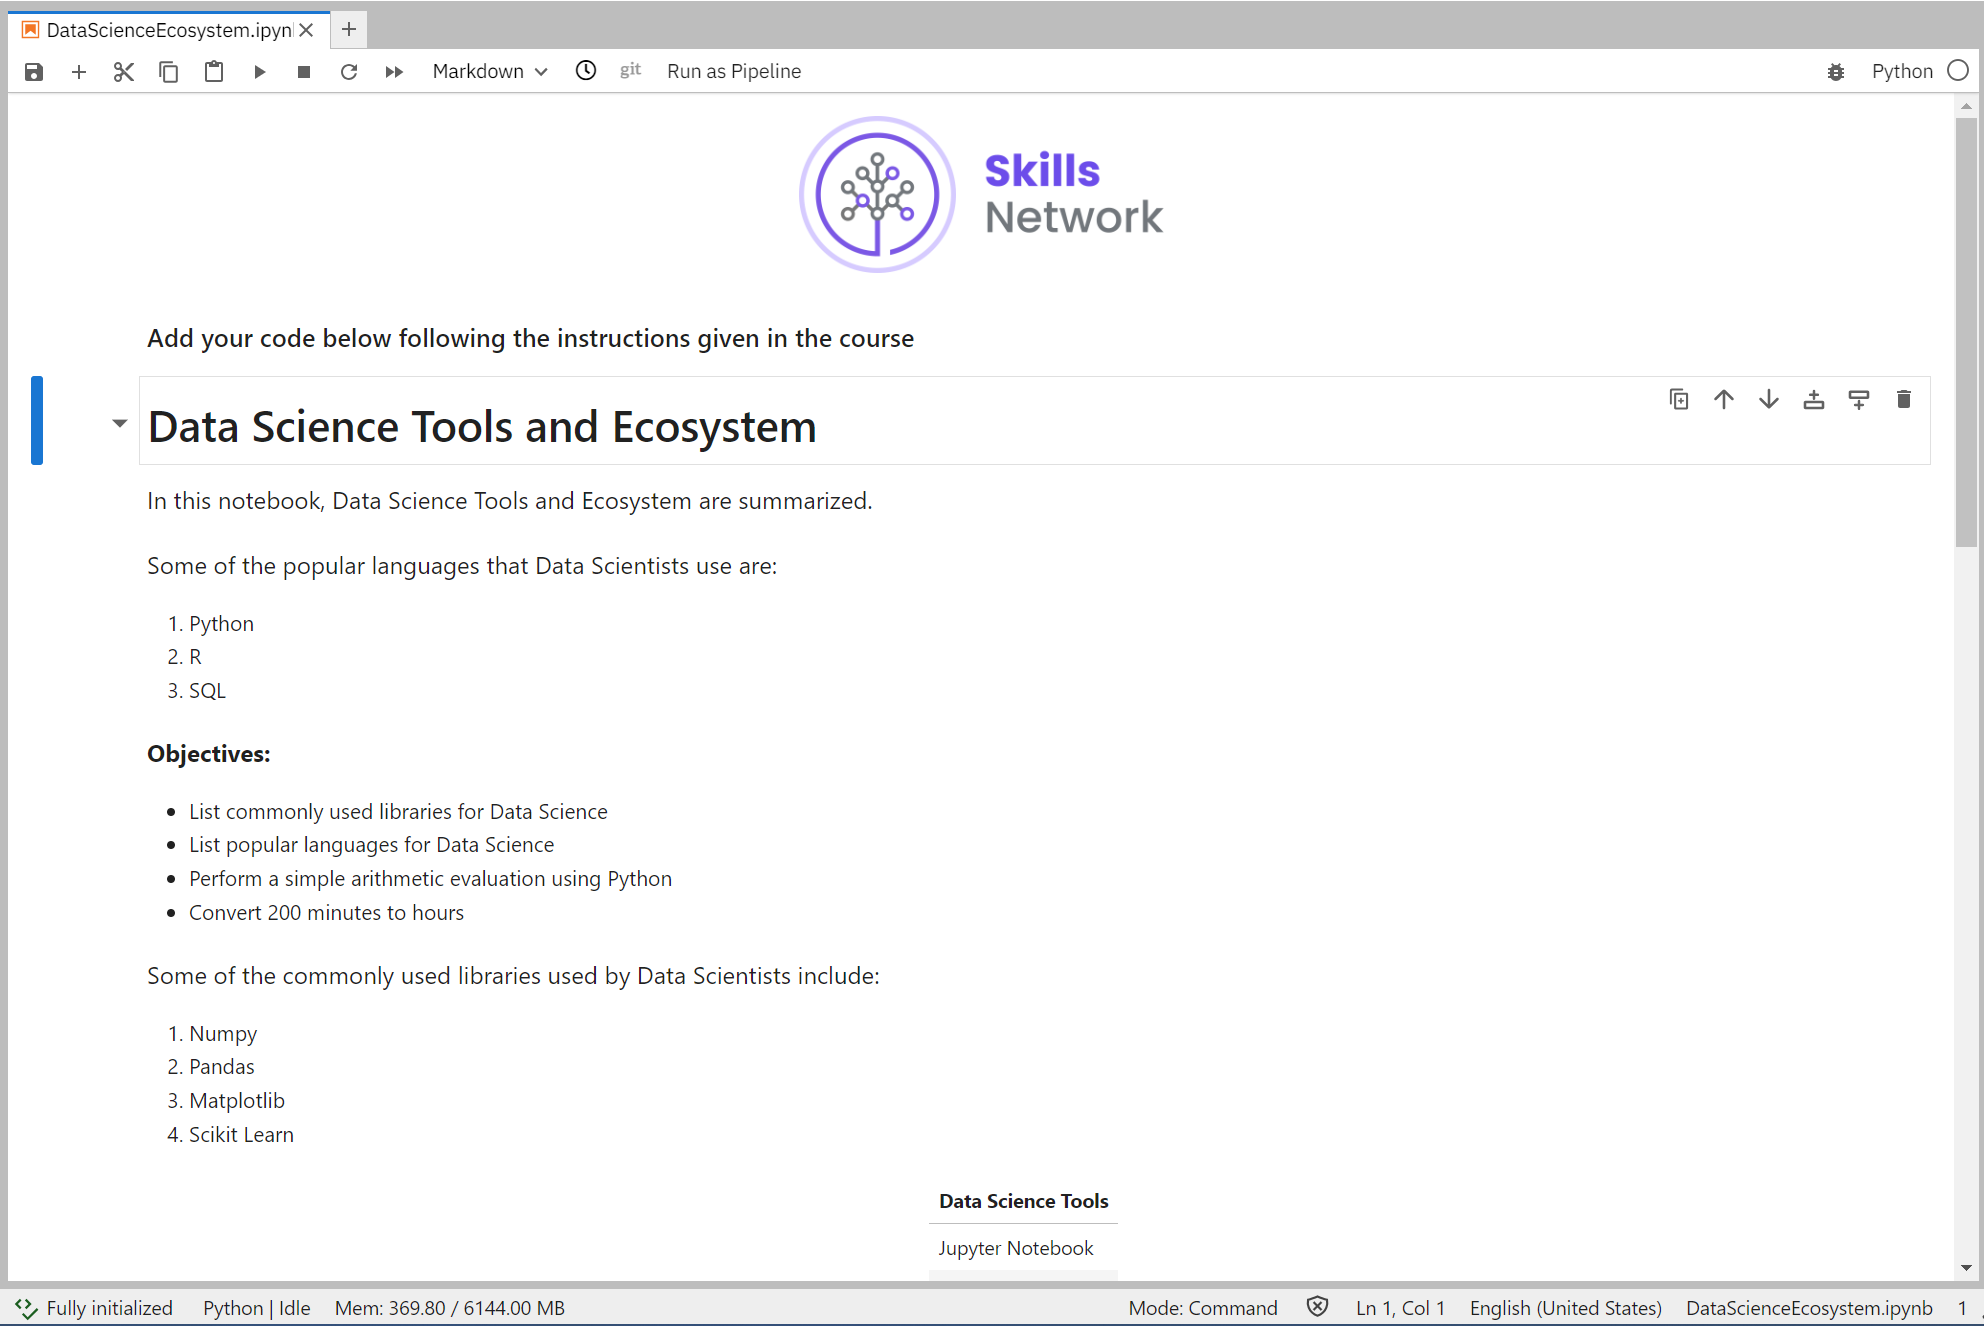 DataScienceEcosystem.ipyn
Markdown git Run as Pipeline Python
Skills
Network
Add your code below following the instructions given in the course
Data Science Tools and Ecosystem
In this notebook, Data Science Tools and Ecosystem are summarized.
Some of the popular languages that Data Scientists use are:
1. Python
2. R
3. SQL
Objectives:
• List commonly used libraries for Data Science
• List popular languages for Data Science
• Perform a simple arithmetic evaluation using Python
• Convert 200 minutes to hours
Some of the commonly used libraries used by Data Scientists include:
1. Numpy
2. Pandas
3. Matplotlib
4. Scikit Learn
Data Science Tools
Jupyter Notebook
Fully initialized Python | Idle Mem: 369.80 / 6144.00 MB Mode: Command Ln 1, Col 1 English (United States) DataScienceEcosystem.ipynb 1